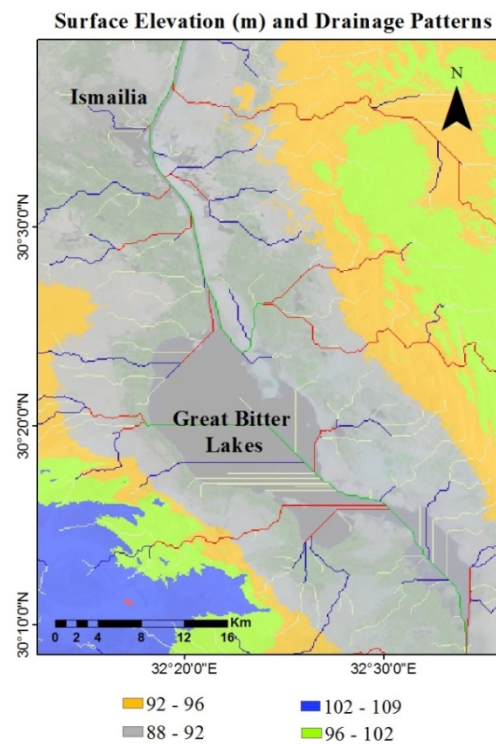 Surface Elevation (m) and Drainage Patterns
Ismailia
N
30°30'0"N
30°20'0"N
Great Bitter
Lakes
30°10'0"N
Km
0 2 4 8 12 16
32°20'0"E 32°30'0"E
92 - 96 102 - 109
88 - 92 96 - 102